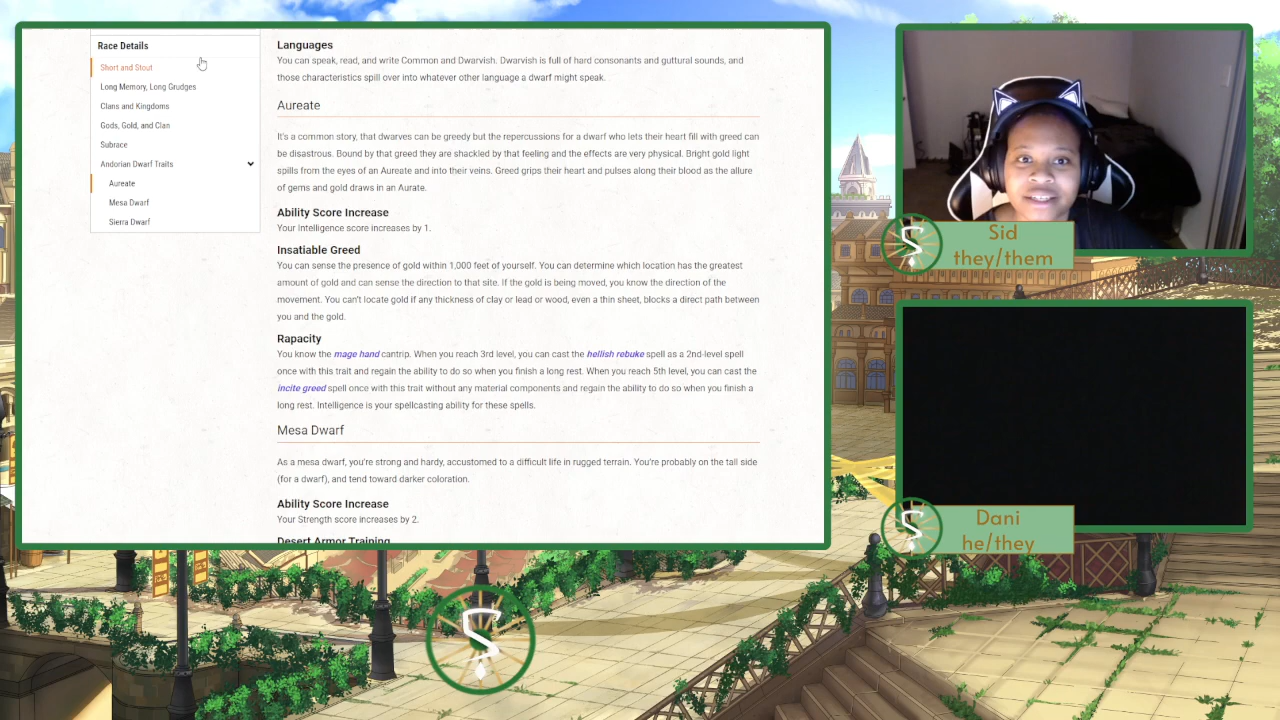 Race Details
Short and Stout
Long Memory, Long Grudges
Clans and Kingdoms
Gods, Gold, and Clan
Subrace
Andorian Dwarf Traits
Aureate
Mesa Dwarf
Sierra Dwarf
Languages
You can speak, read, and write Common and Dwarvish. Dwarvish is full of hard consonants and guttural sounds, and
those characteristics spill over into whatever other language a dwarf might speak.
Aureate
It's a common story, that dwarves can be greedy but the repercussions for a dwarf who lets their heart fill with greed can
be disastrous. Bound by that greed they are shackled by that feeling and the effects are very physical. Bright gold light
spills from the eyes of an Aureate and into their veins. Greed grips their heart and pulses along their blood as the allure
of gems and gold draws in an Aurate.
Ability Score Increase
Your Intelligence score increases by 1.
Insatiable Greed
You can sense the presence of gold within 1,000 feet of yourself. You can determine which location has the greatest
amount of gold and can sense the direction to that site. If the gold is being moved, you know the direction of the
movement. You can't locate gold if any thickness of clay or lead or wood, even a thin sheet, blocks a direct path between
you and the gold.
Rapacity
You know the mage hand cantrip. When you reach 3rd level, you can cast the hellish rebuke spell as a 2nd-level spell
once with this trait and regain the ability to do so when you finish a long rest. When you reach 5th level, you can cast the
incite greed spell once with this trait without any material components and regain the ability to do so when you finish a
long rest. Intelligence is your spellcasting ability for these spells.
Mesa Dwarf
As a mesa dwarf, you're strong and hardy, accustomed to a difficult life in rugged terrain. You're probably on the tall side
(for a dwarf), and tend toward darker coloration.
Ability Score Increase
Your Strength score increases by 2.
Desert Armor Training
S
Sid
they/them
S
Dani
he/they
S